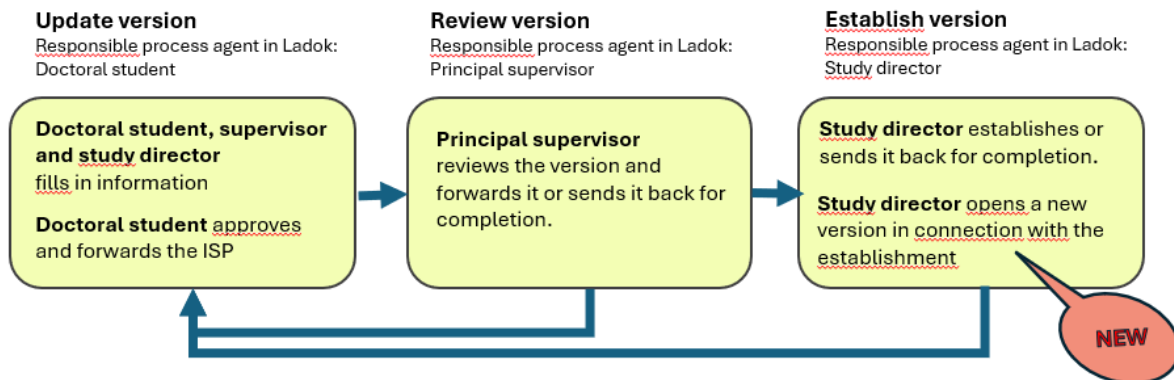 Update version
Responsible process agent in Ladok:
Doctoral student
Doctoral student, supervisor
and study director
fills in information
Doctoral student approves
and forwards the ISP
Review version
Responsible process agent in Ladok:
Principal supervisor
Principal supervisor
reviews the version and
forwards it or sends it back for
completion.
Establish version
Responsible process agent in Ladok:
Study director
Study director establishes or
sends it back for completion.
Study director opens a new
version in connection with the
establishment
NEW